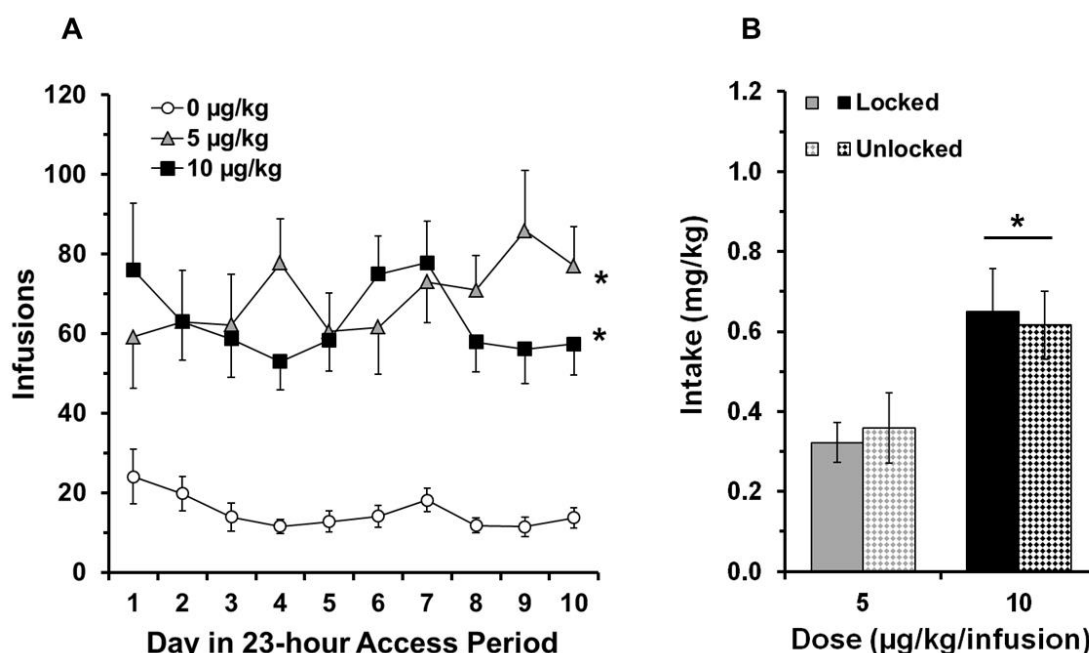 A
Infusions
120
100
80
60
40
20
0
0 µg/kg
5 µg/kg
10 µg/kg
*
*
1 2 3 4 5 6 7 8 9 10
Day in 23-hour Access Period
B
Intake (mg/kg)
1.2
1.0
0.8
0.6
0.4
0.2
0.0
Locked
Unlocked
*
5 10
Dose (µg/kg/infusion)